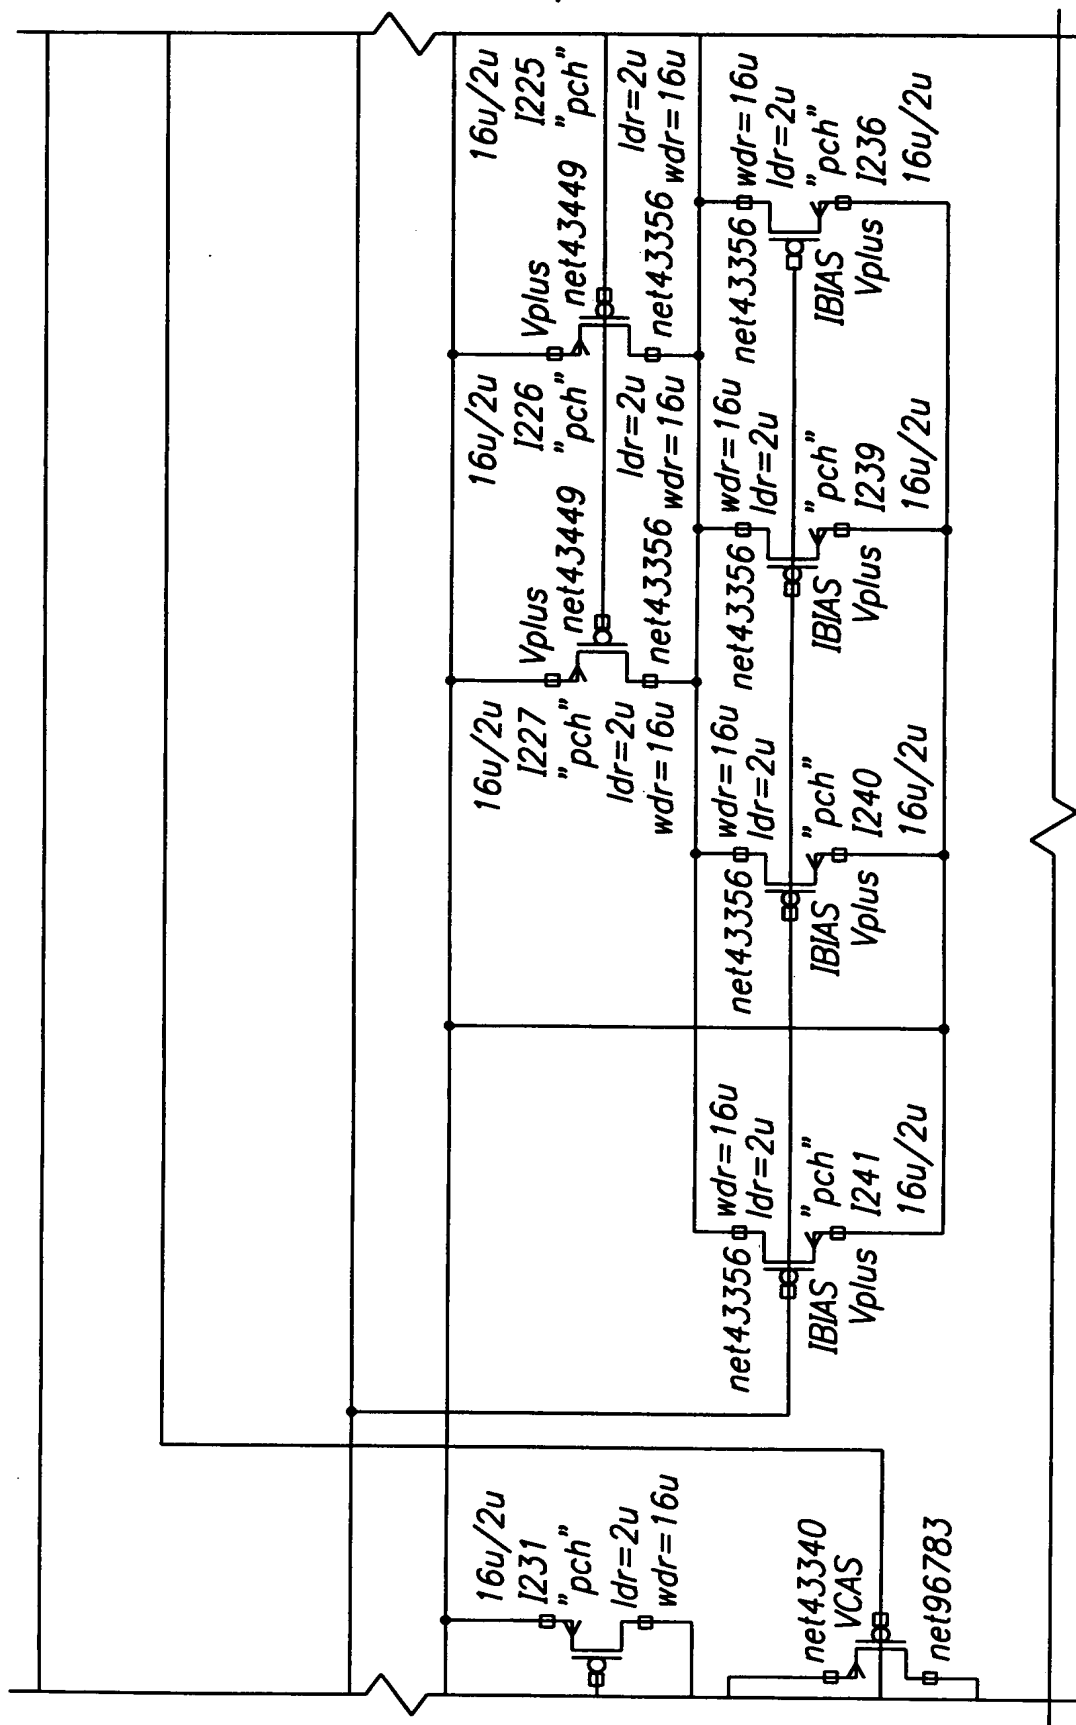 16u/2u
I231
"pch"
ldr=2u
wdr=16u
16u/2u
I227
"pch"
ldr=2u
wdr=16u
Vplus
net43449
net43356
16u/2u
I226
"pch"
ldr=2u
wdr=16u
Vplus
net43449
net43356
16u/2u
I225
"pch"
ldr=2u
wdr=16u
net43340
VCAS
net96783
net43356
wdr=16u
ldr=2u
IBIAS
"pch"
Vplus
I241
16u/2u
net43356
wdr=16u
ldr=2u
IBIAS
"pch"
Vplus
I240
16u/2u
net43356
wdr=16u
ldr=2u
IBIAS
"pch"
Vplus
I239
16u/2u
net43356
wdr=16u
ldr=2u
IBIAS
"pch"
Vplus
I236
16u/2u